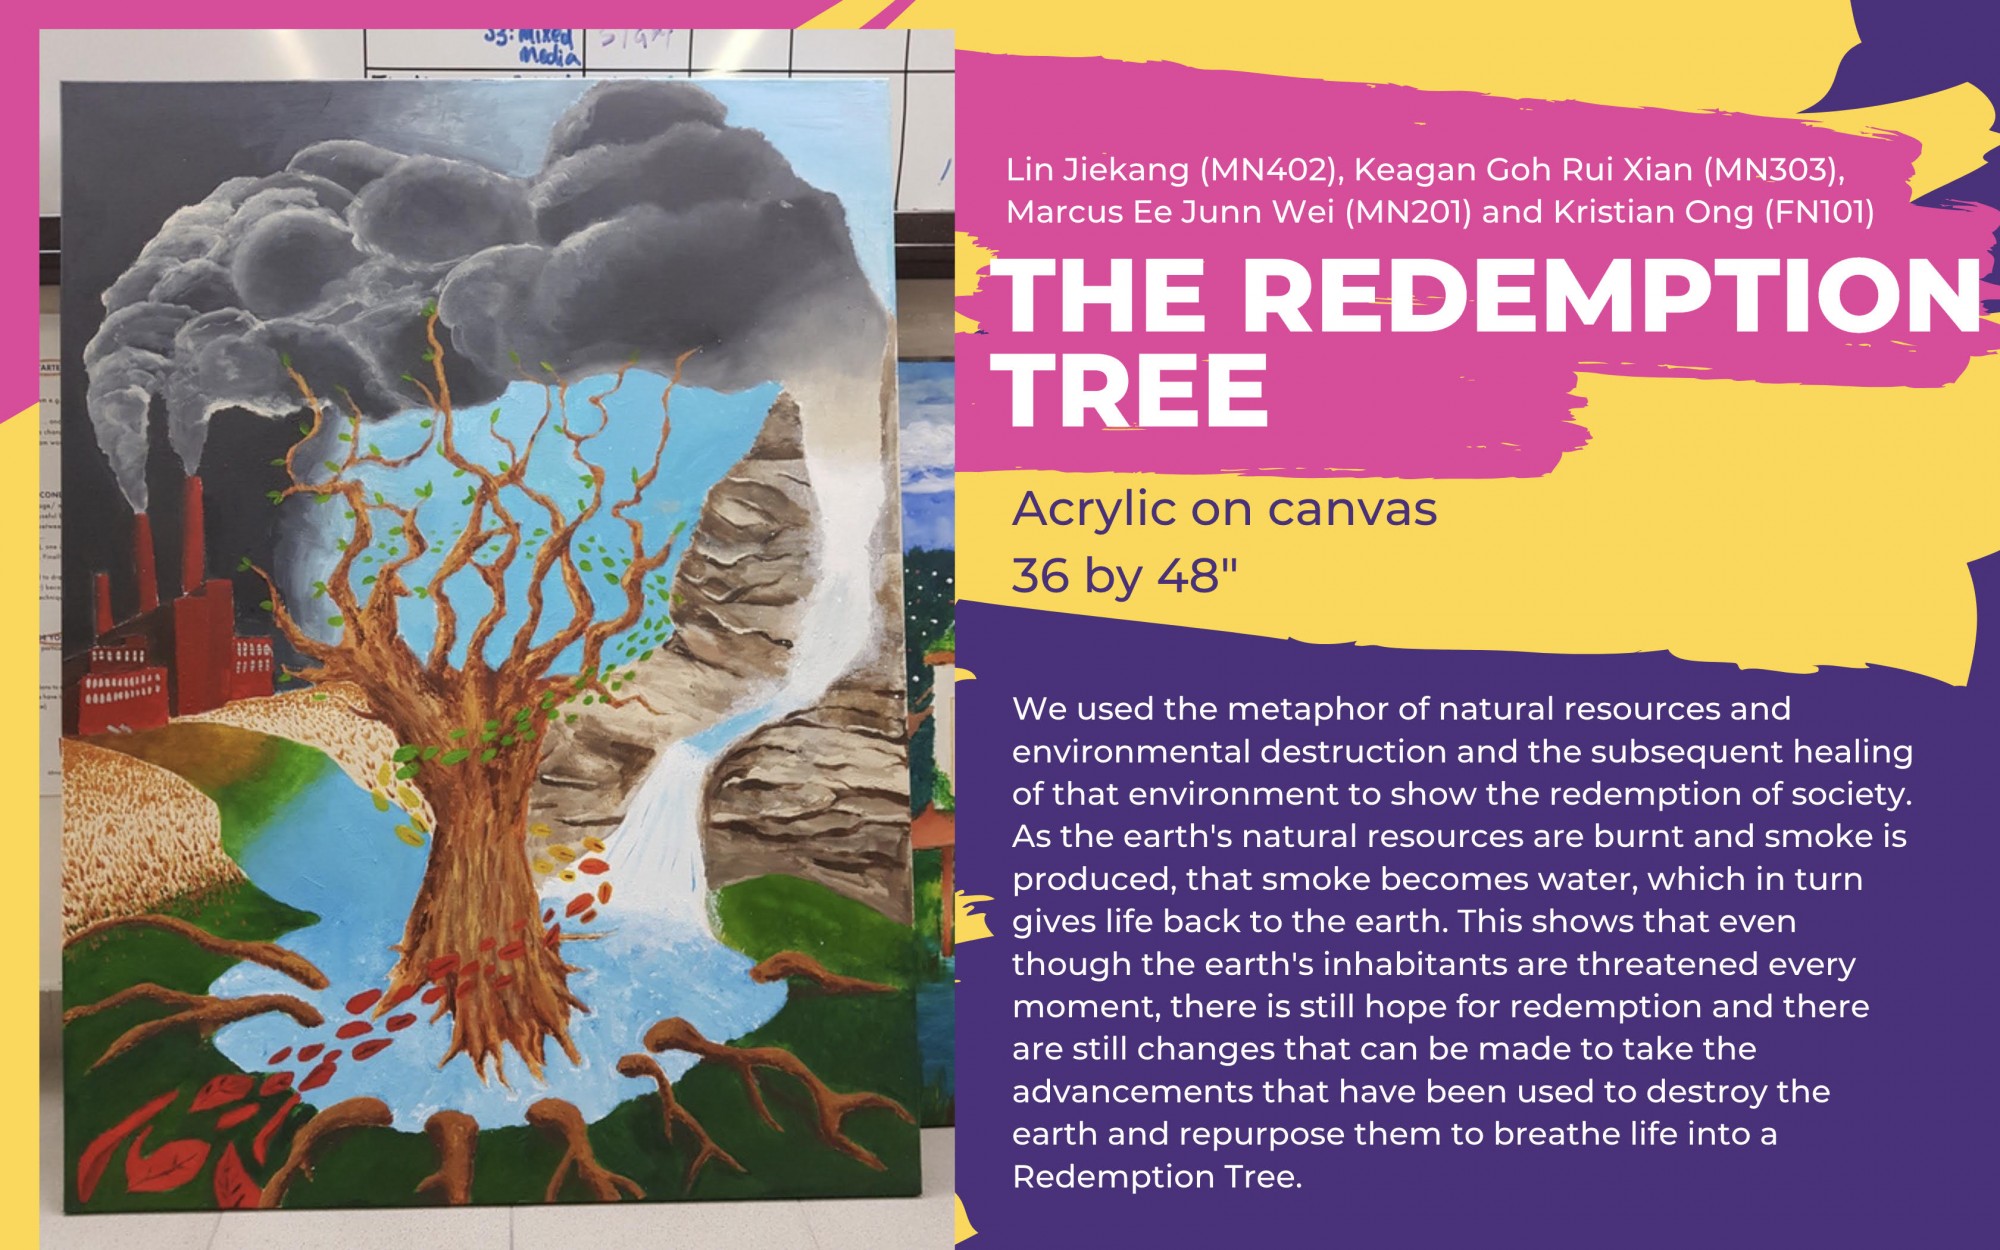 J3: Mixed
Media
Lin Jiekang (MN402), Keagan Goh Rui Xian (MN303),
Marcus Ee Junn Wei (MN201) and Kristian Ong (FN101)
THE REDEMPTION
TREE
Acrylic on canvas
36 by 48"
We used the metaphor of natural resources and
environmental destruction and the subsequent healing
of that environment to show the redemption of society.
As the earth's natural resources are burnt and smoke is
produced, that smoke becomes water, which in turn
gives life back to the earth. This shows that even
though the earth's inhabitants are threatened every
moment, there is still hope for redemption and there
are still changes that can be made to take the
advancements that have been used to destroy the
earth and repurpose them to breathe life into a
Redemption Tree.